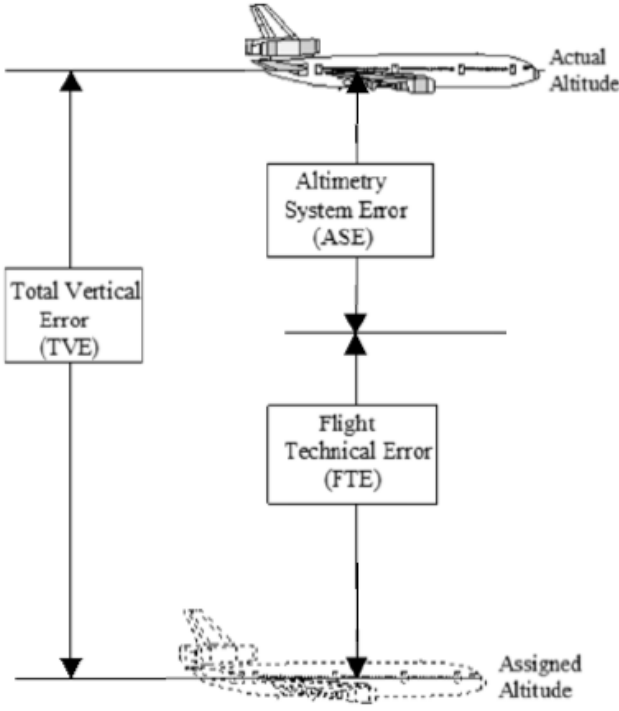 Actual
Altitude
Altimetry
System Error
(ASE)
Total Vertical
Error
(TVE)
Flight
Technical Error
(FTE)
Assigned
Altitude